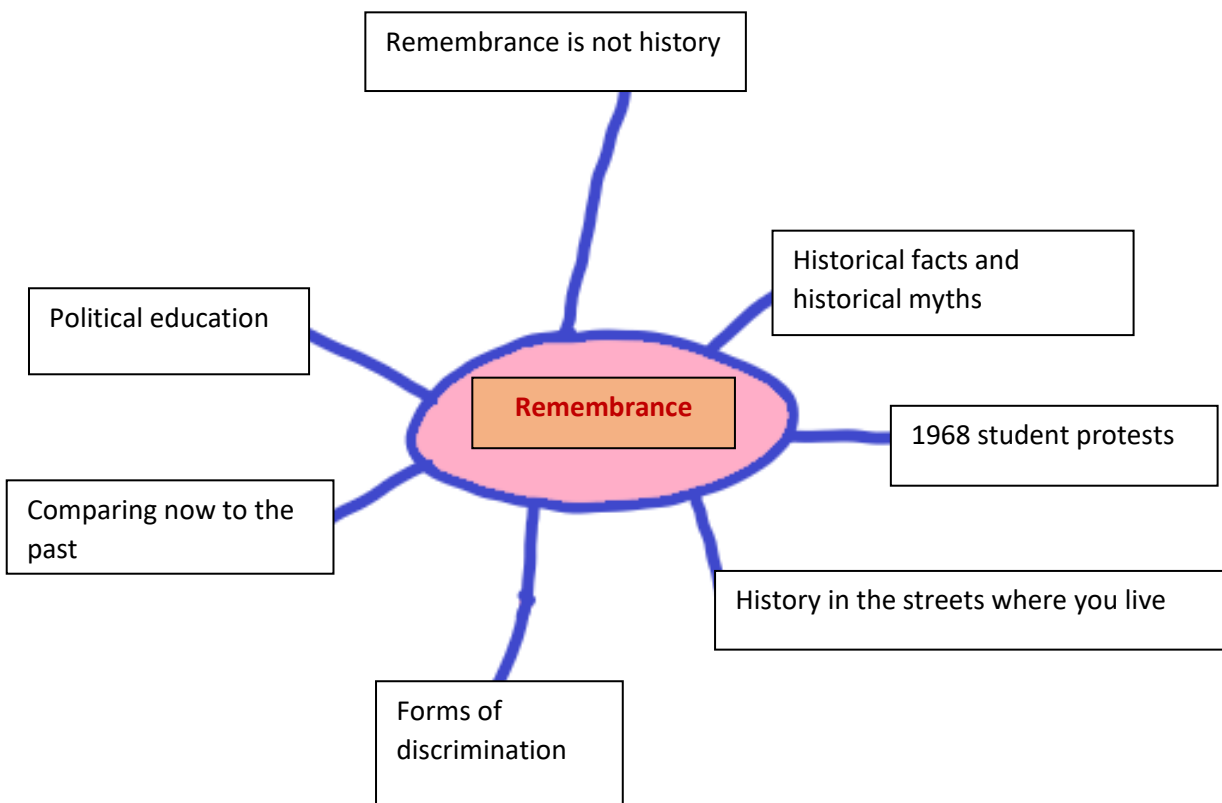 Remembrance is not history
Historical facts and
historical myths
Political education
Remembrance
1968 student protests
Comparing now to the
past
History in the streets where you live
Forms of
discrimination